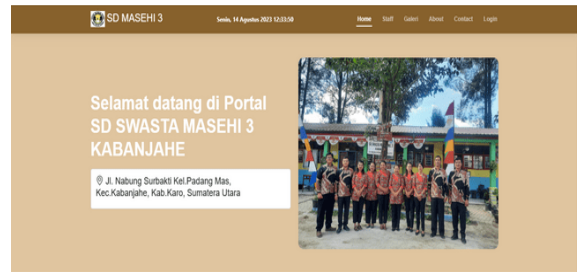 SD MASEHI 3
Senin, 14 Agustus 2023 12:33:50
Home Staff Galeri About Contact Login
Selamat datang di Portal
SD SWASTA MASEHI 3
KABANJAHE
Jl. Nabung Surbakti Kel.Padang Mas,
Kec.Kabanjahe, Kab.Karo, Sumatera Utara